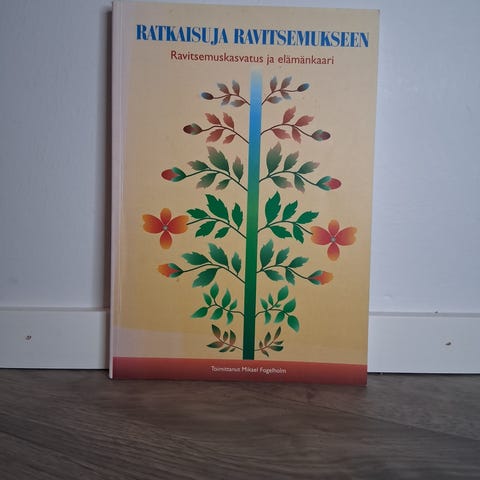 RATKAISUJA RAVITSEMUKSEEN
Ravitsemuskasvatus ja elämänkaari
Toimittanut Mikael Fogelholm